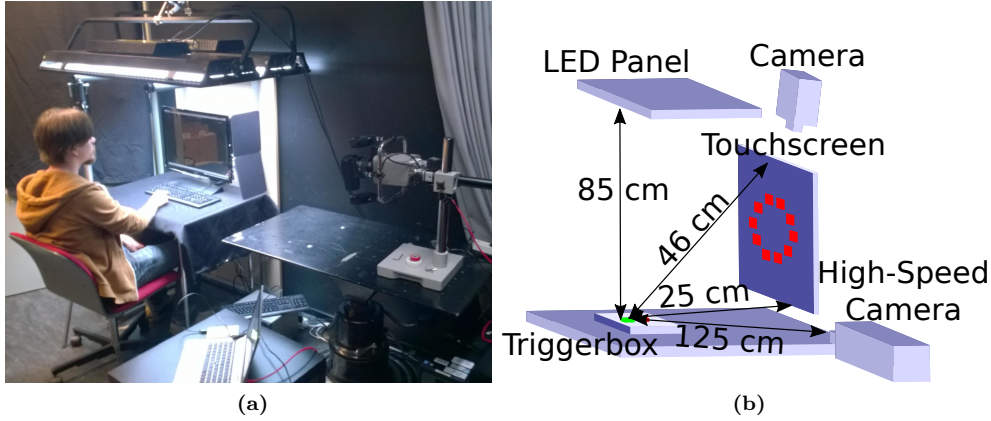 LED Panel
Camera
Touchscreen
85 cm
46 cm
25 cm
High-Speed
Camera
125 cm
Triggerbox
(a)
(b)